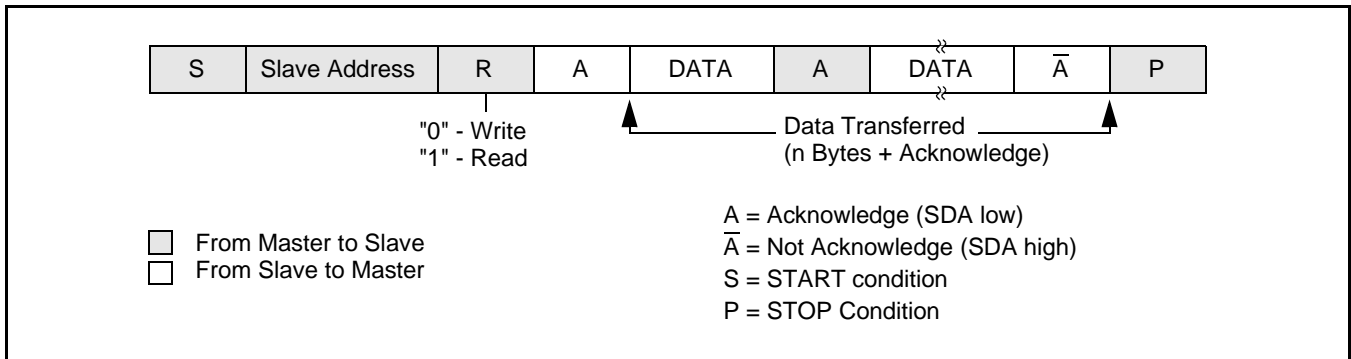 S Slave Address R A DATA A DATA A̅ P
"0" - Write
"1" - Read
Data Transferred
(n Bytes + Acknowledge)
From Master to Slave
From Slave to Master
A = Acknowledge (SDA low)
A̅ = Not Acknowledge (SDA high)
S = START condition
P = STOP Condition